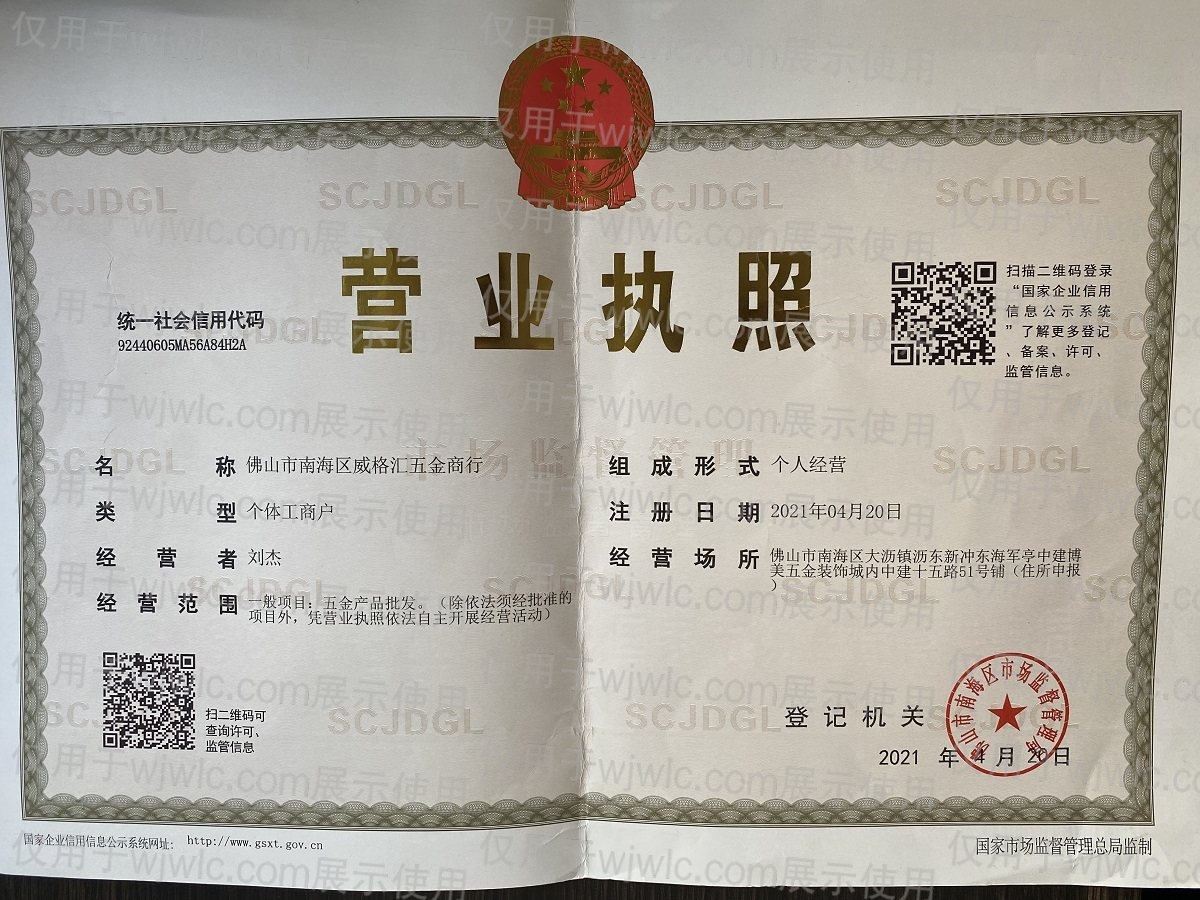 营业执照
统一社会信用代码
92440605MA56A84H2A
扫描二维码登录
“国家企业信用
信息公示系统
”了解更多登记
、备案、许可、
监管信息。
名称 佛山市南海区威格汇五金商行
类型 个体工商户
经营者 刘杰
经营范围 一般项目：五金产品批发。（除依法须经批准的
项目外，凭营业执照依法自主开展经营活动）
组成形式 个人经营
注册日期 2021年04月20日
经营场所 佛山市南海区大沥镇沥东新冲东海军亭中建博
美五金装饰城内中建十五路51号铺（住所申报
）
扫二维码可
查询许可、
监管信息
登记机关
佛山市南海区市场监督管理局
2021 年 4 月 20 日
国家企业信用信息公示系统网址: http://www.gsxt.gov.cn
国家市场监督管理总局监制
SCJDGL
市场监督管理
仅用于wjwlc.com展示使用